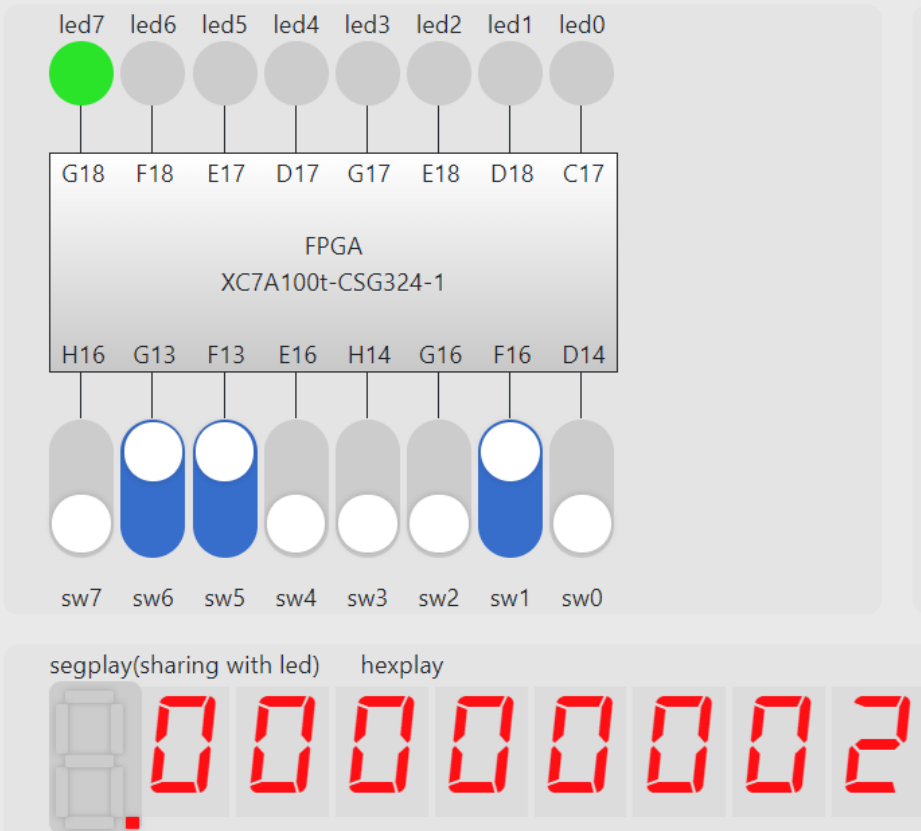 led7 led6 led5 led4 led3 led2 led1 led0
G18 F18 E17 D17 G17 E18 D18 C17
FPGA
XC7A100t-CSG324-1
H16 G13 F13 E16 H14 G16 F16 D14
sw7 sw6 sw5 sw4 sw3 sw2 sw1 sw0
segplay(sharing with led) hexplay
00000002